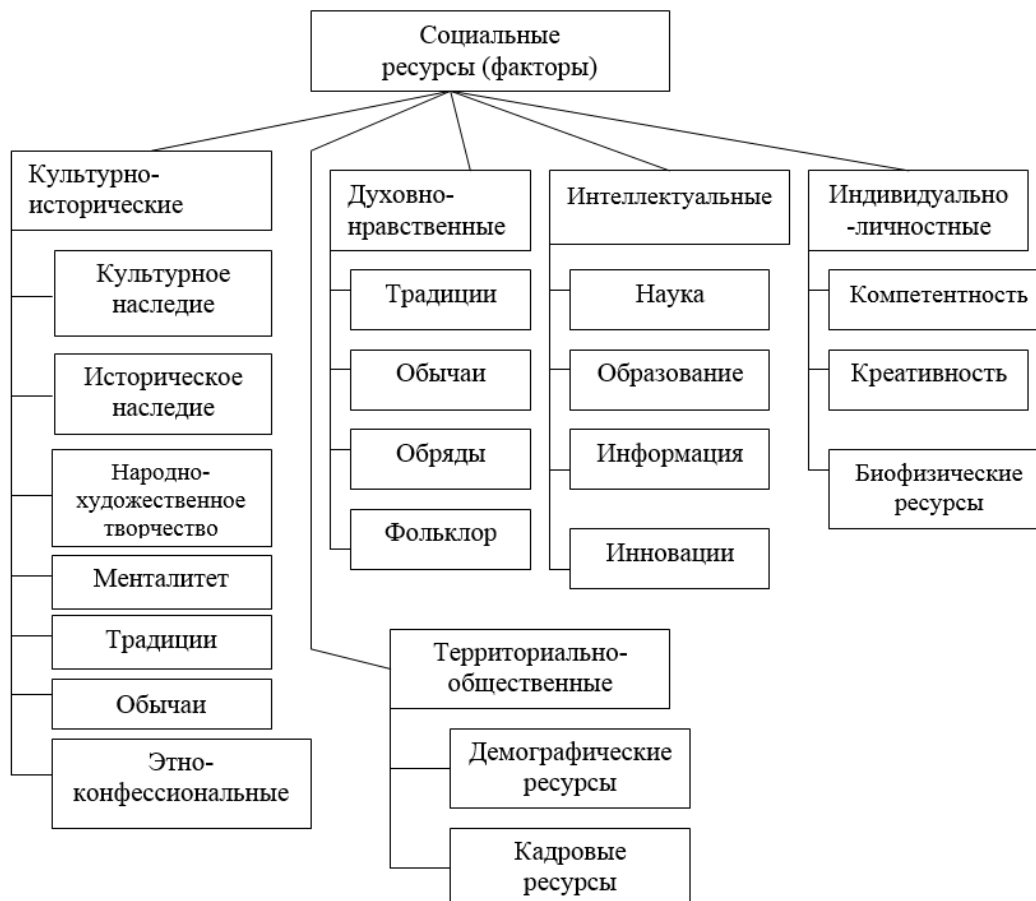 Социальные
ресурсы (факторы)
Культурно-
исторические
Культурное
наследие
Историческое
наследие
Народно-
художественное
творчество
Менталитет
Традиции
Обычаи
Этно-
конфессиональные
Духовно-
нравственные
Традиции
Обычаи
Обряды
Фольклор
Интеллектуальные
Наука
Образование
Информация
Инновации
Индивидуально
-личностные
Компетентность
Креативность
Биофизические
ресурсы
Территориально-
общественные
Демографические
ресурсы
Кадровые
ресурсы